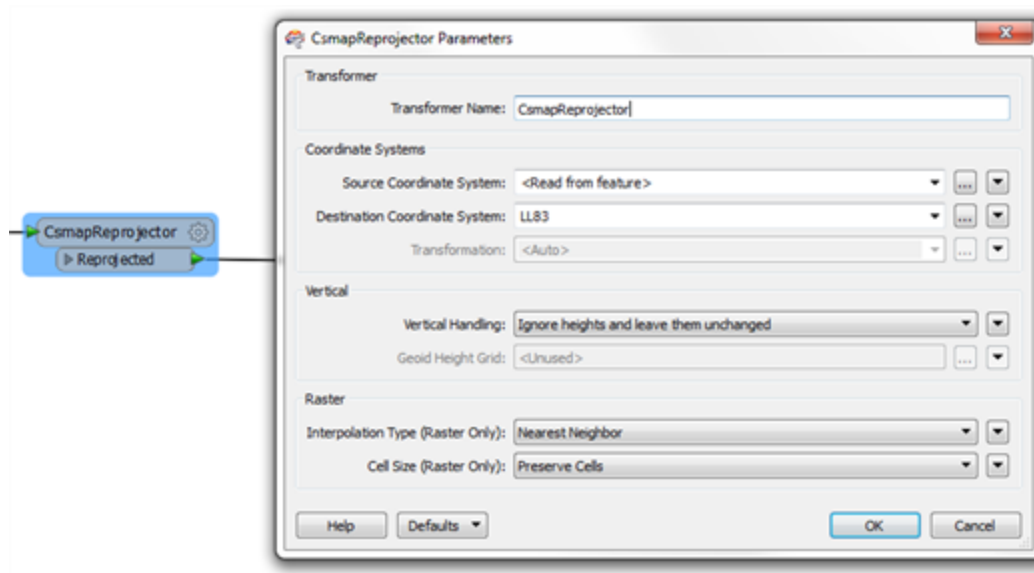 CsmapReprojector Parameters
Transformer
Transformer Name: CsmapReprojector
Coordinate Systems
Source Coordinate System: <Read from feature>
...
Destination Coordinate System: LL83
...
Transformation: <Auto>
...
CsmapReprojector
Reprojected
Vertical
Vertical Handling: Ignore heights and leave them unchanged
Geoid Height Grid: <Unused>
...
Raster
Interpolation Type (Raster Only): Nearest Neighbor
Cell Size (Raster Only): Preserve Cells
Help Defaults OK Cancel